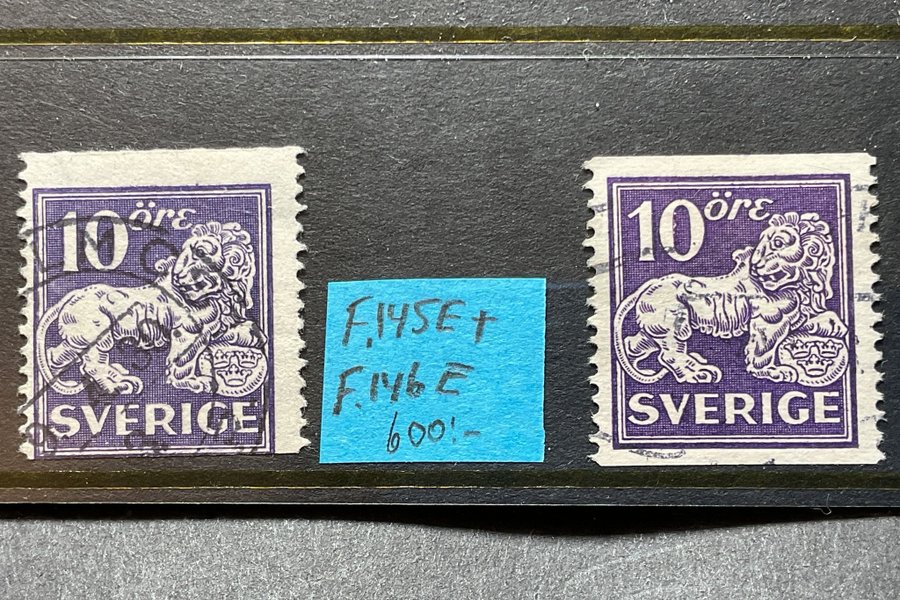 10 öre
SVERIGE
F.145E+
F.146E
600:-
10 öre
SVERIGE